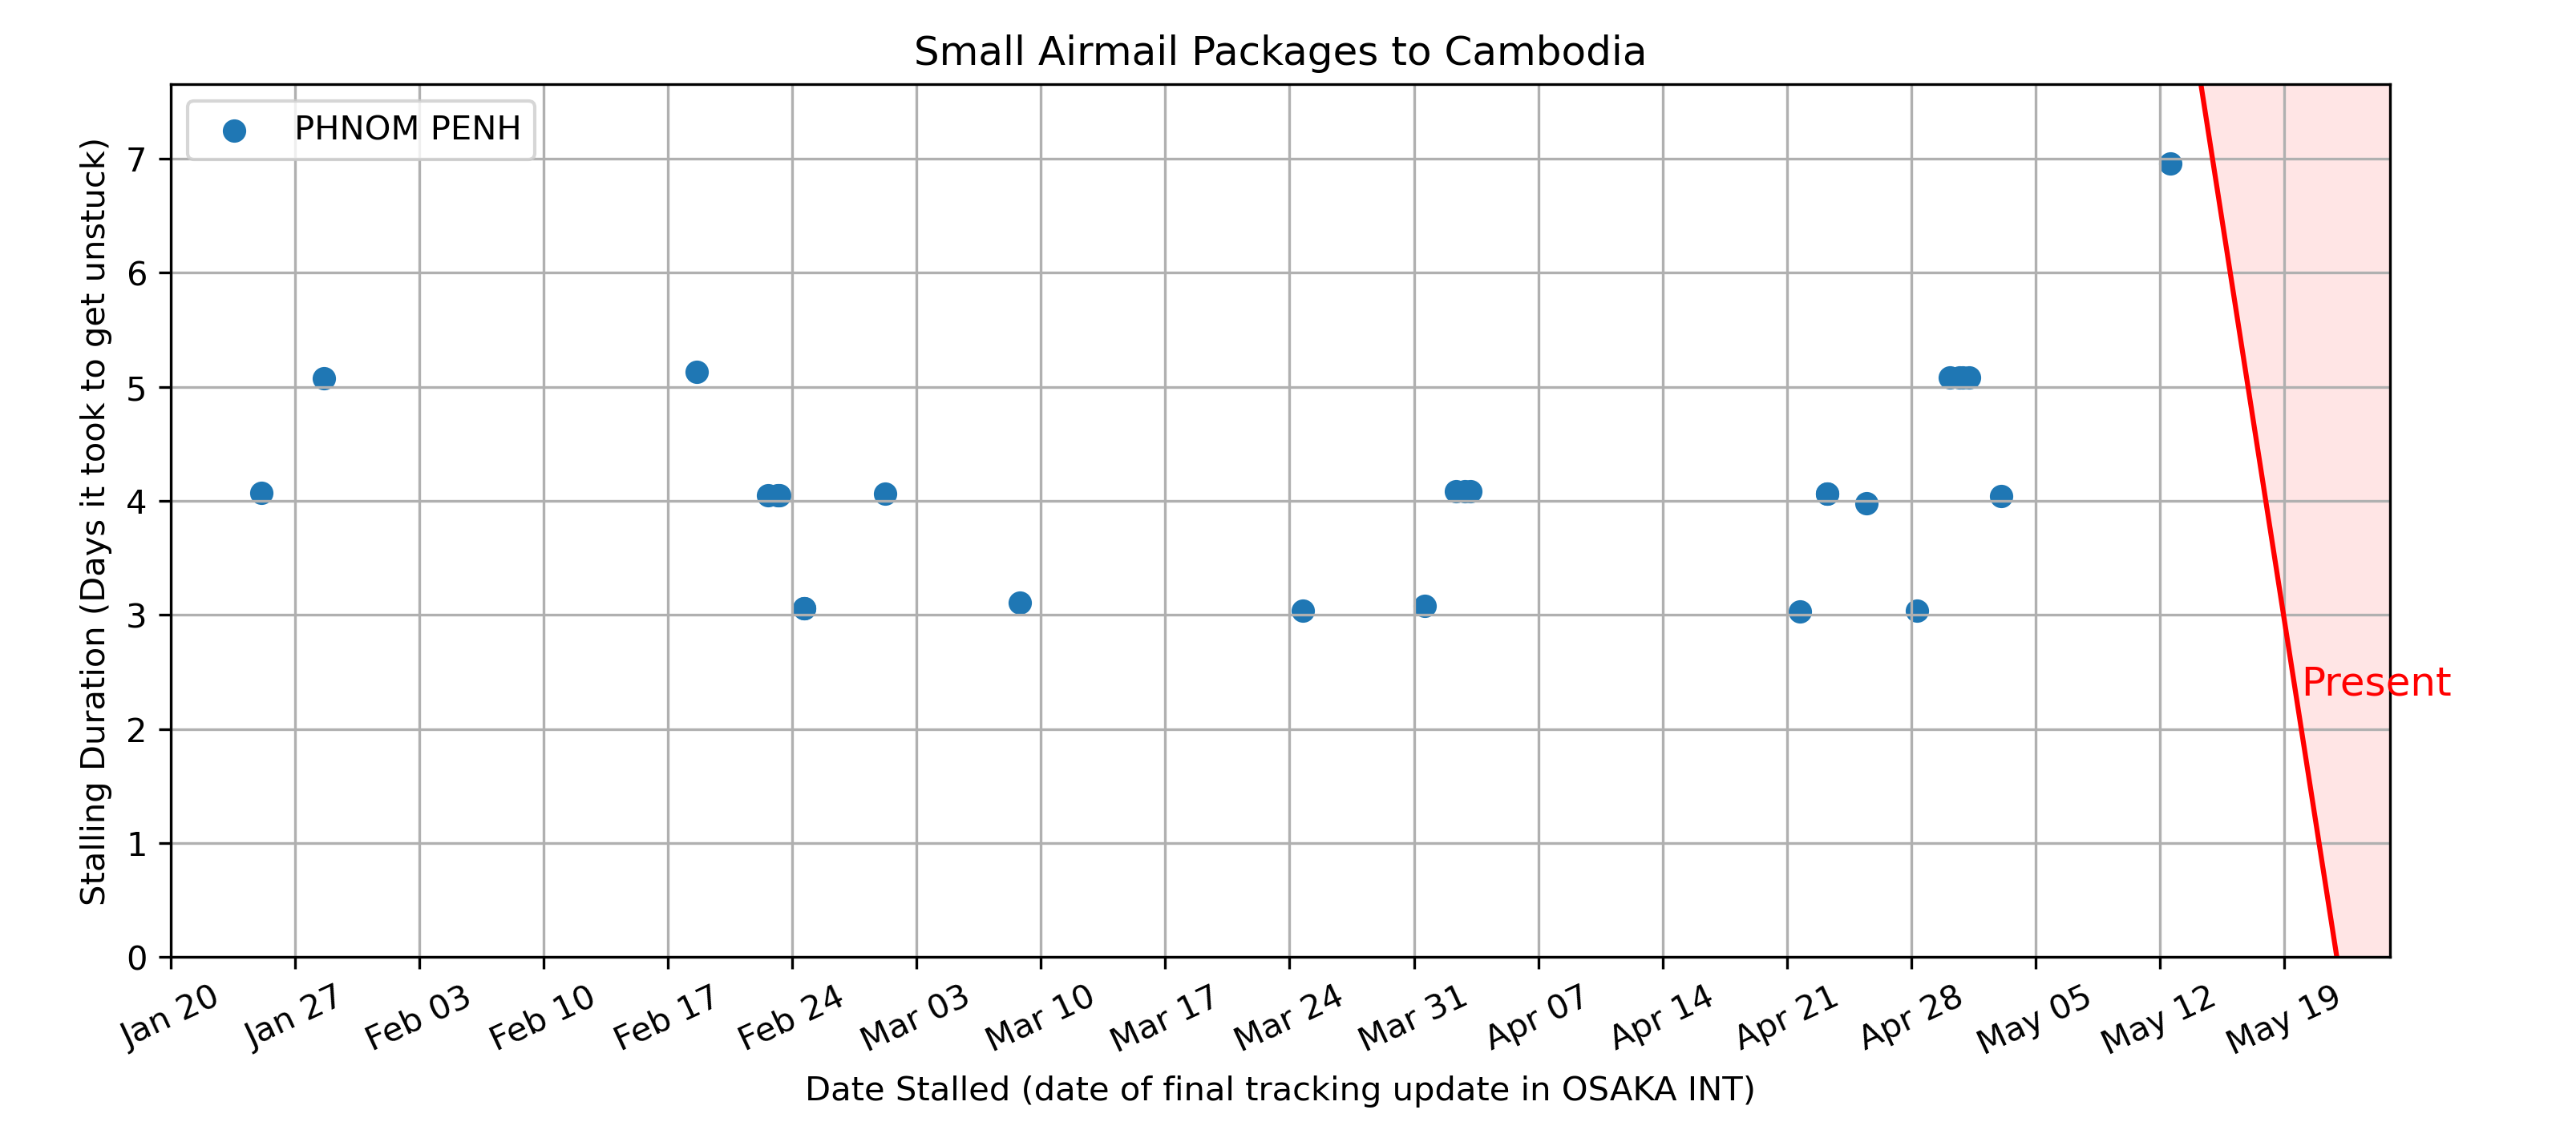 Small Airmail Packages to Cambodia
PHNOM PENH
Stalling Duration (Days it took to get unstuck)
7
6
5
4
3
2
1
0
Present
Jan 20
Jan 27
Feb 03
Feb 10
Feb 17
Feb 24
Mar 03
Mar 10
Mar 17
Mar 24
Mar 31
Apr 07
Apr 14
Apr 21
Apr 28
May 05
May 12
May 19
Date Stalled (date of final tracking update in OSAKA INT)